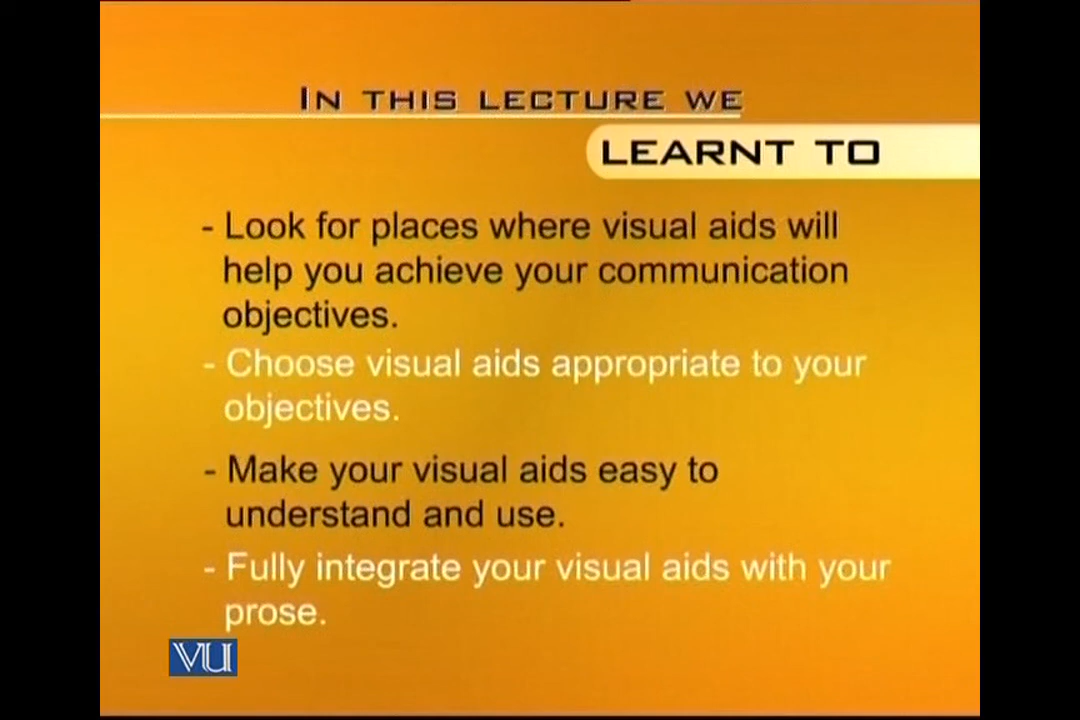 In this lecture we
LEARNT TO
- Look for places where visual aids will
help you achieve your communication
objectives.
- Choose visual aids appropriate to your
objectives.
- Make your visual aids easy to
understand and use.
- Fully integrate your visual aids with your
prose.
VU